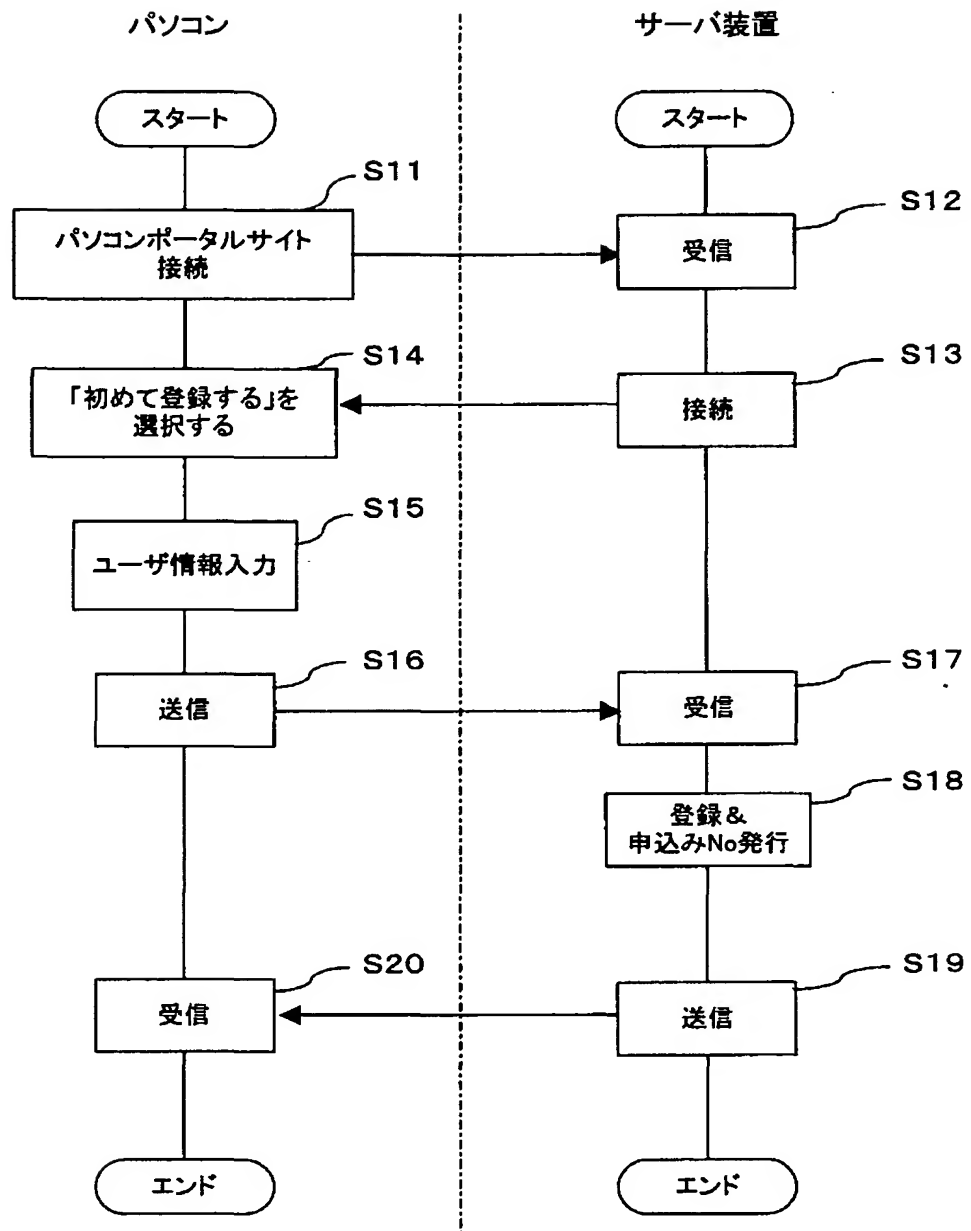 パソコン
サーバ装置
スタート
スタート
S11
パソコンポータルサイト
接続
S12
受信
S14
「初めて登録する」を
選択する
S13
接続
S15
ユーザ情報入力
S16
送信
S17
受信
S18
登録＆
申込みNo発行
S20
受信
S19
送信
エンド
エンド